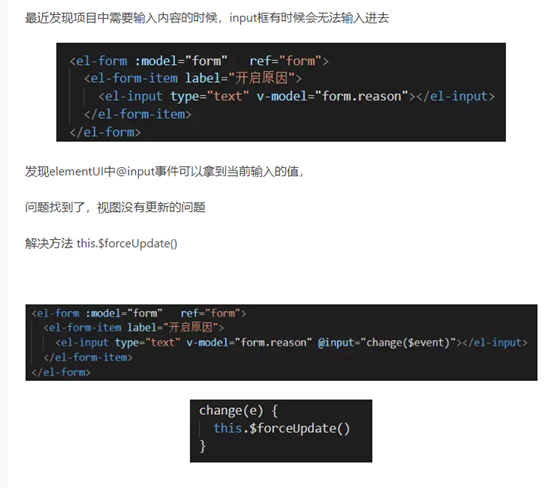 最近发现项目中需要输入内容的时候，input框有时候会无法输入进去
<el-form :model="form"   ref="form">
  <el-form-item label="开启原因">
    <el-input type="text" v-model="form.reason"></el-input>
  </el-form-item>
</el-form>
发现elementUI中@input事件可以拿到当前输入的值，
问题找到了，视图没有更新的问题
解决方法 this.$forceUpdate()
<el-form :model="form"   ref="form">
  <el-form-item label="开启原因">
    <el-input type="text" v-model="form.reason" @input="change($event)"></el-input>
  </el-form-item>
</el-form>
change(e) {
  this.$forceUpdate()
}